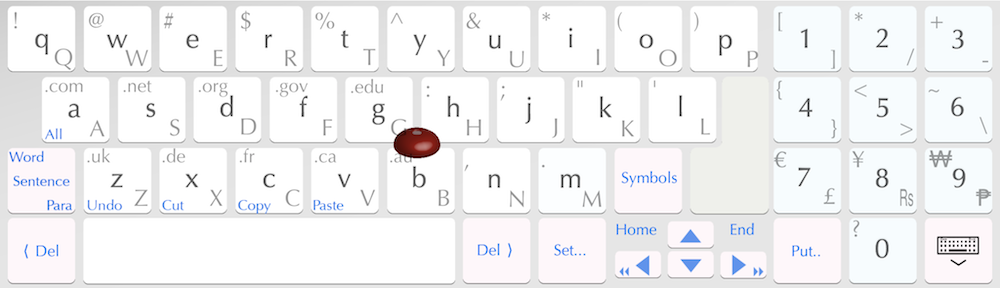 ! q Q @ w W # e E $ r R % t T ^ y Y & u U * i I ( o O ) p P [ 1 ] * 2 / + 3 -
.com a A All .net s S .org d D .gov f F .edu g G : h H ; j J " k K ' l L { 4 } < 5 > ~ 6 \
Word Sentence Para .uk z Z Undo .de x X Cut .fr c C Copy .ca v V Paste .au b B , n N . m M Symbols € 7 £ ¥ 8 Rs ₩ 9 ₱
⟨ Del Del ⟩ Set... Home End Put.. ? 0